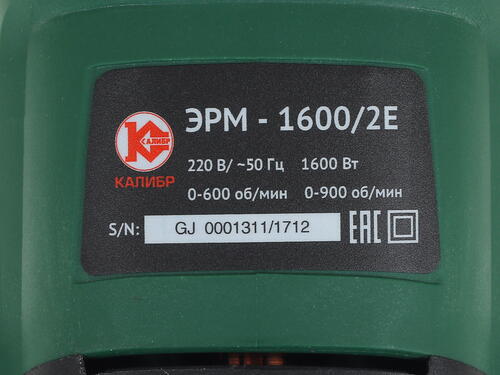 ЭРМ - 1600/2Е
КАЛИБР
КАЛИБР
220 В/ ~50 Гц 1600 Вт
0-600 об/мин 0-900 об/мин
S/N: GJ 0001311/1712 EAC